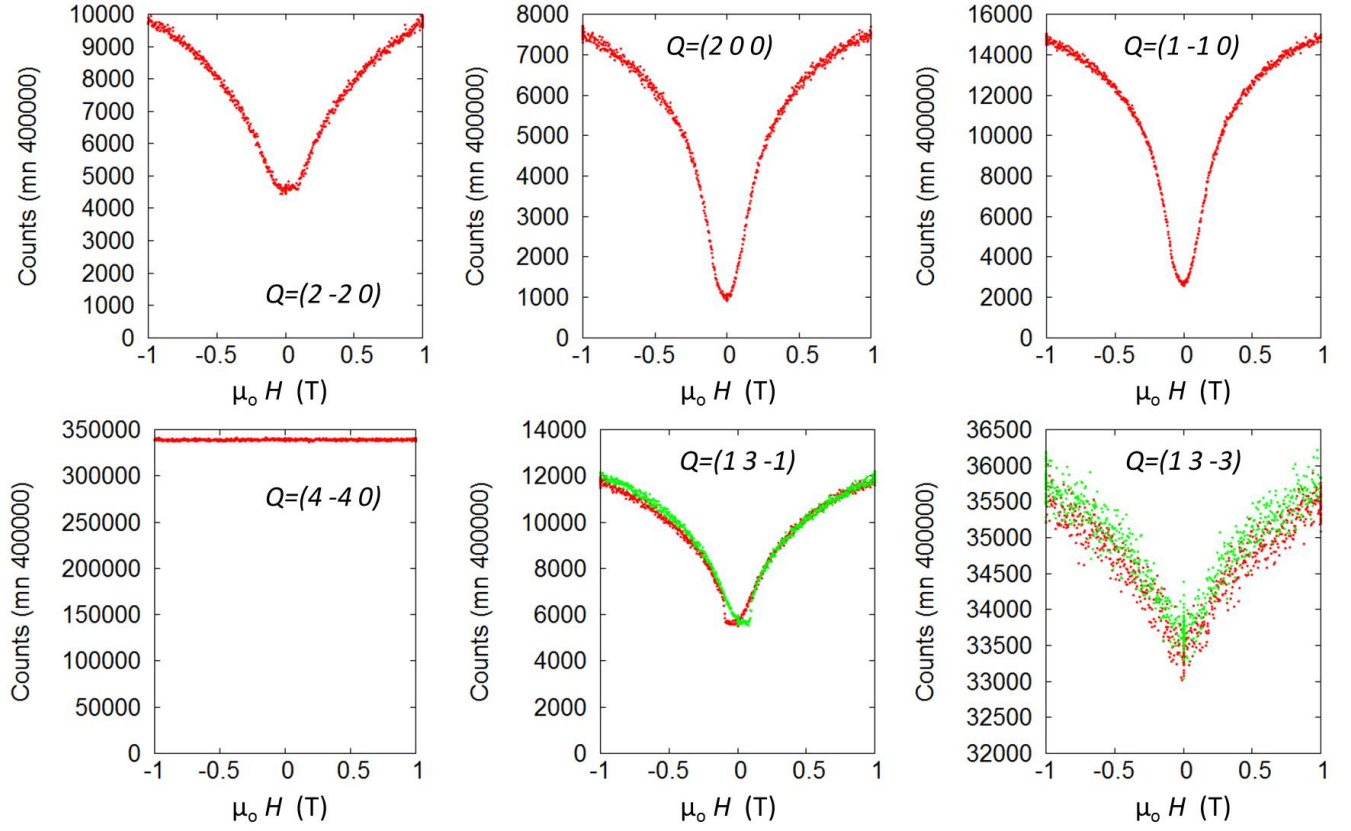 10000
9000
8000
7000
6000
5000
4000
3000
2000
1000
0
Counts (mn 400000)
Q=(2 -2 0)
-1 -0.5 0 0.5 1
μo H (T)
8000
7000
6000
5000
4000
3000
2000
1000
0
Counts (mn 400000)
Q=(2 0 0)
-1 -0.5 0 0.5 1
μo H (T)
16000
14000
12000
10000
8000
6000
4000
2000
0
Counts (mn 400000)
Q=(1 -1 0)
-1 -0.5 0 0.5 1
μo H (T)
350000
300000
250000
200000
150000
100000
50000
0
Counts (mn 400000)
Q=(4 -4 0)
-1 -0.5 0 0.5 1
μo H (T)
14000
12000
10000
8000
6000
4000
2000
0
Counts (mn 400000)
Q=(1 3 -1)
-1 -0.5 0 0.5 1
μo H (T)
36500
36000
35500
35000
34500
34000
33500
33000
32500
32000
Counts (mn 400000)
Q=(1 3 -3)
-1 -0.5 0 0.5 1
μo H (T)